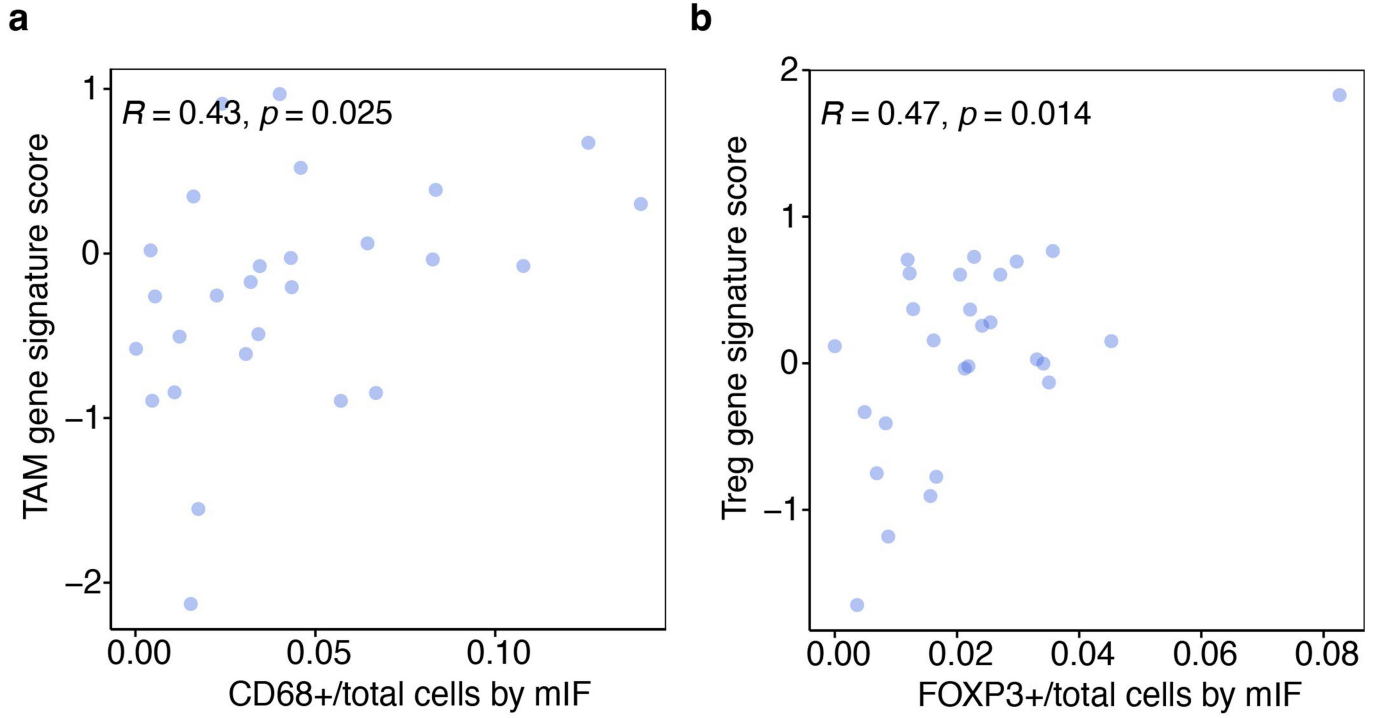 a
b
R = 0.43, p = 0.025
1
0
−1
−2
TAM gene signature score
0.00
0.05
0.10
CD68+/total cells by mIF
R = 0.47, p = 0.014
2
1
0
−1
Treg gene signature score
0.00
0.02
0.04
0.06
0.08
FOXP3+/total cells by mIF